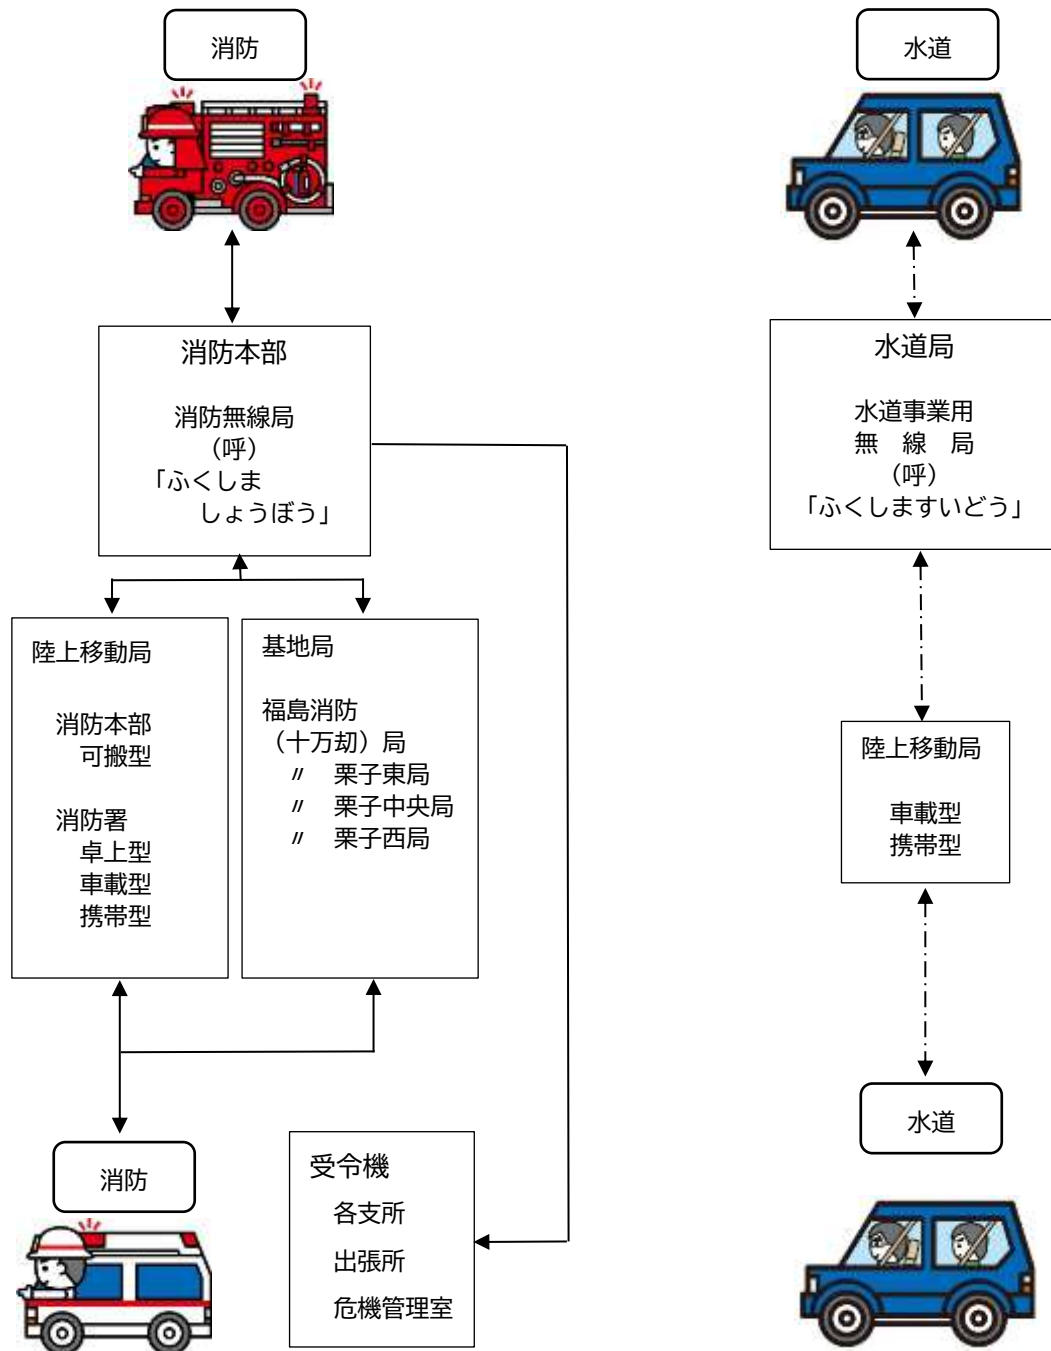 消防
消防本部
消防無線局
（呼）
「ふくしま
しょうぼう」
陸上移動局
消防本部
可搬型
消防署
卓上型
車載型
携帯型
基地局
福島消防
（十万刧）局
〃　栗子東局
〃　栗子中央局
〃　栗子西局
消防
受令機
各支所
出張所
危機管理室
水道
水道局
水道事業用
無　線　局
（呼）
「ふくしますいどう」
陸上移動局
車載型
携帯型
水道